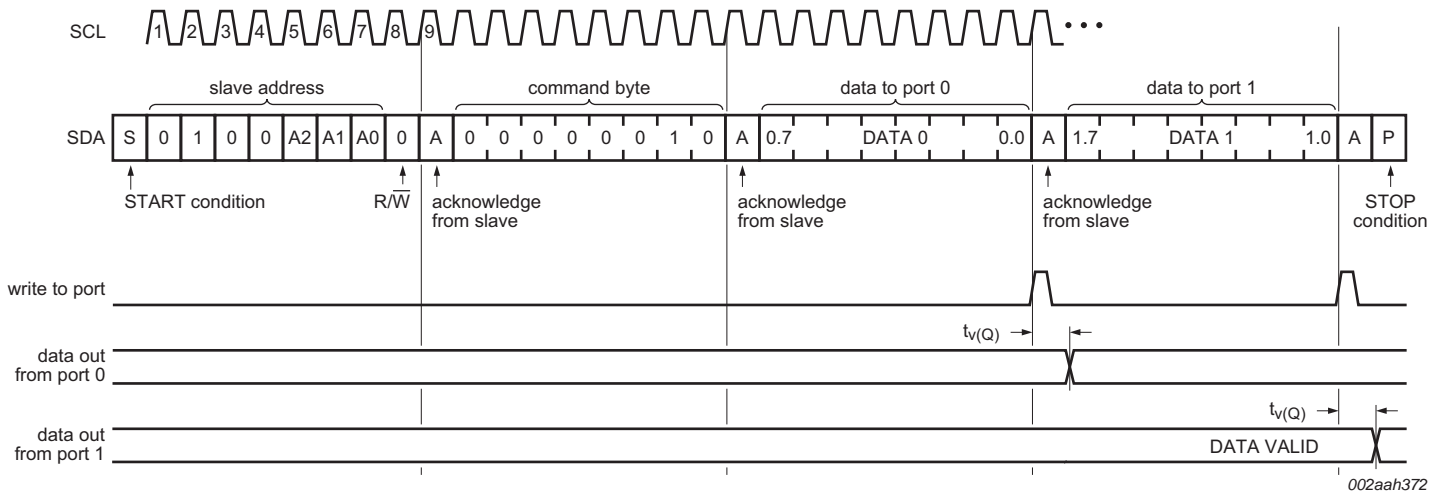 SCL 1 2 3 4 5 6 7 8 9
slave address command byte data to port 0 data to port 1
SDA S 0 1 0 0 A2 A1 A0 0 A 0 0 0 0 0 0 1 0 A 0.7 DATA 0 0.0 A 1.7 DATA 1 1.0 A P
START condition R/W̅ acknowledge acknowledge acknowledge STOP
from slave from slave from slave condition
write to port
tv(Q)
data out
from port 0
tv(Q)
data out
from port 1 DATA VALID
002aah372